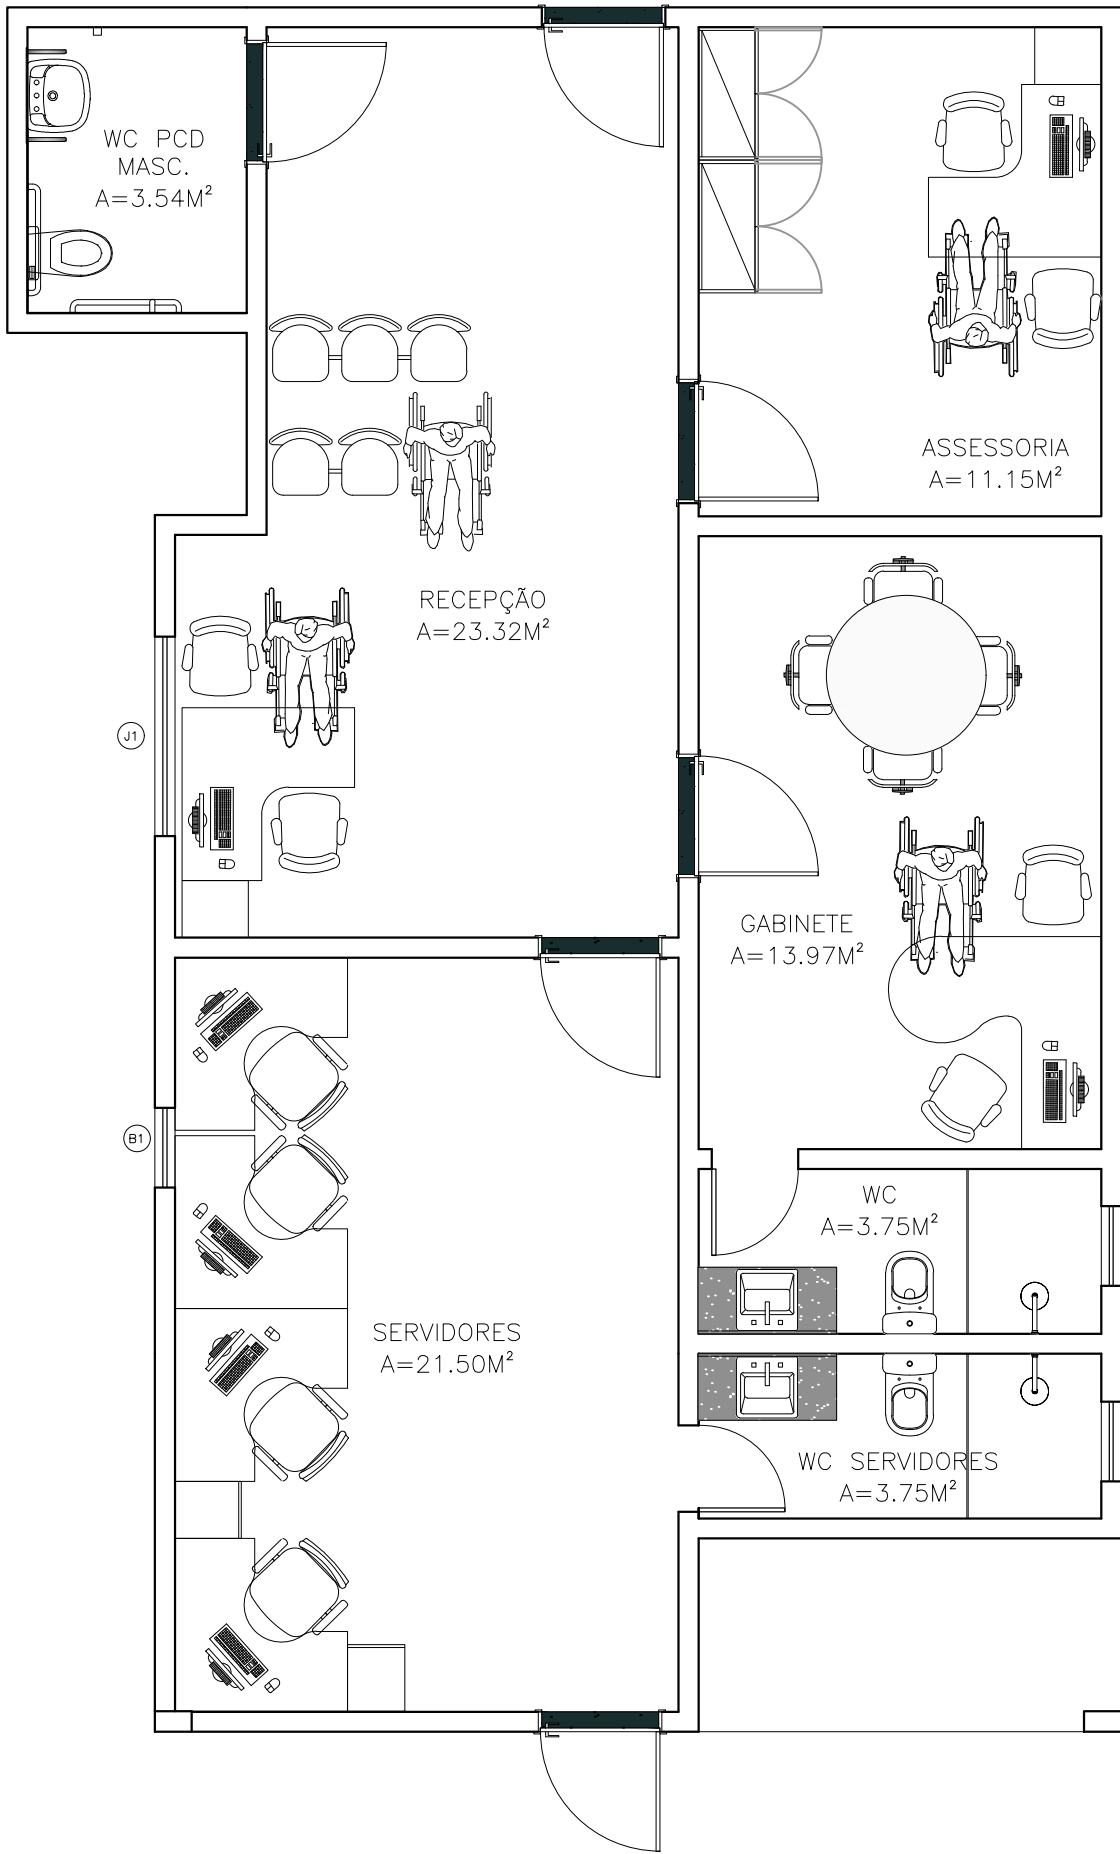 WC PCD
MASC.
A=3.54M²
ASSESSORIA
A=11.15M²
RECEPÇÃO
A=23.32M²
J1
GABINETE
A=13.97M²
B1
WC
A=3.75M²
SERVIDORES
A=21.50M²
WC SERVIDORES
A=3.75M²